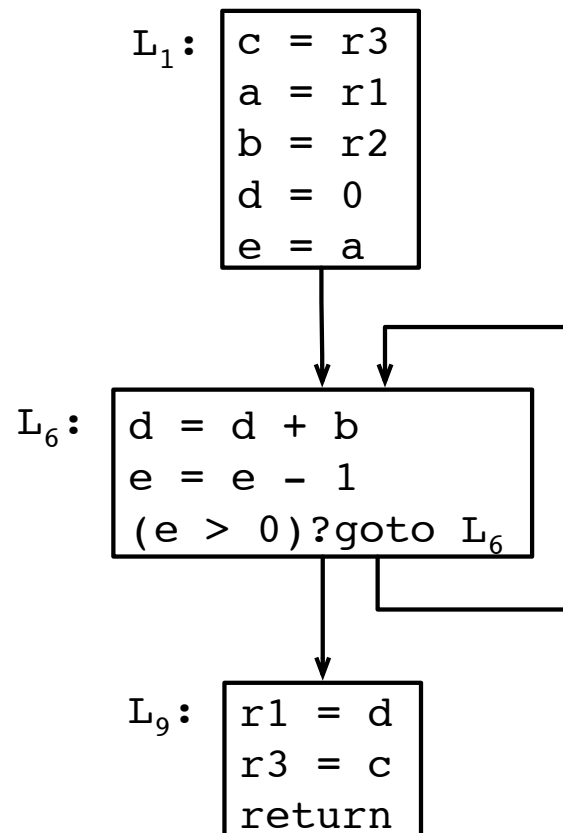 L₁: c = r3
a = r1
b = r2
d = 0
e = a
L₆: d = d + b
e = e - 1
(e > 0)?goto L₆
L₉: r1 = d
r3 = c
return